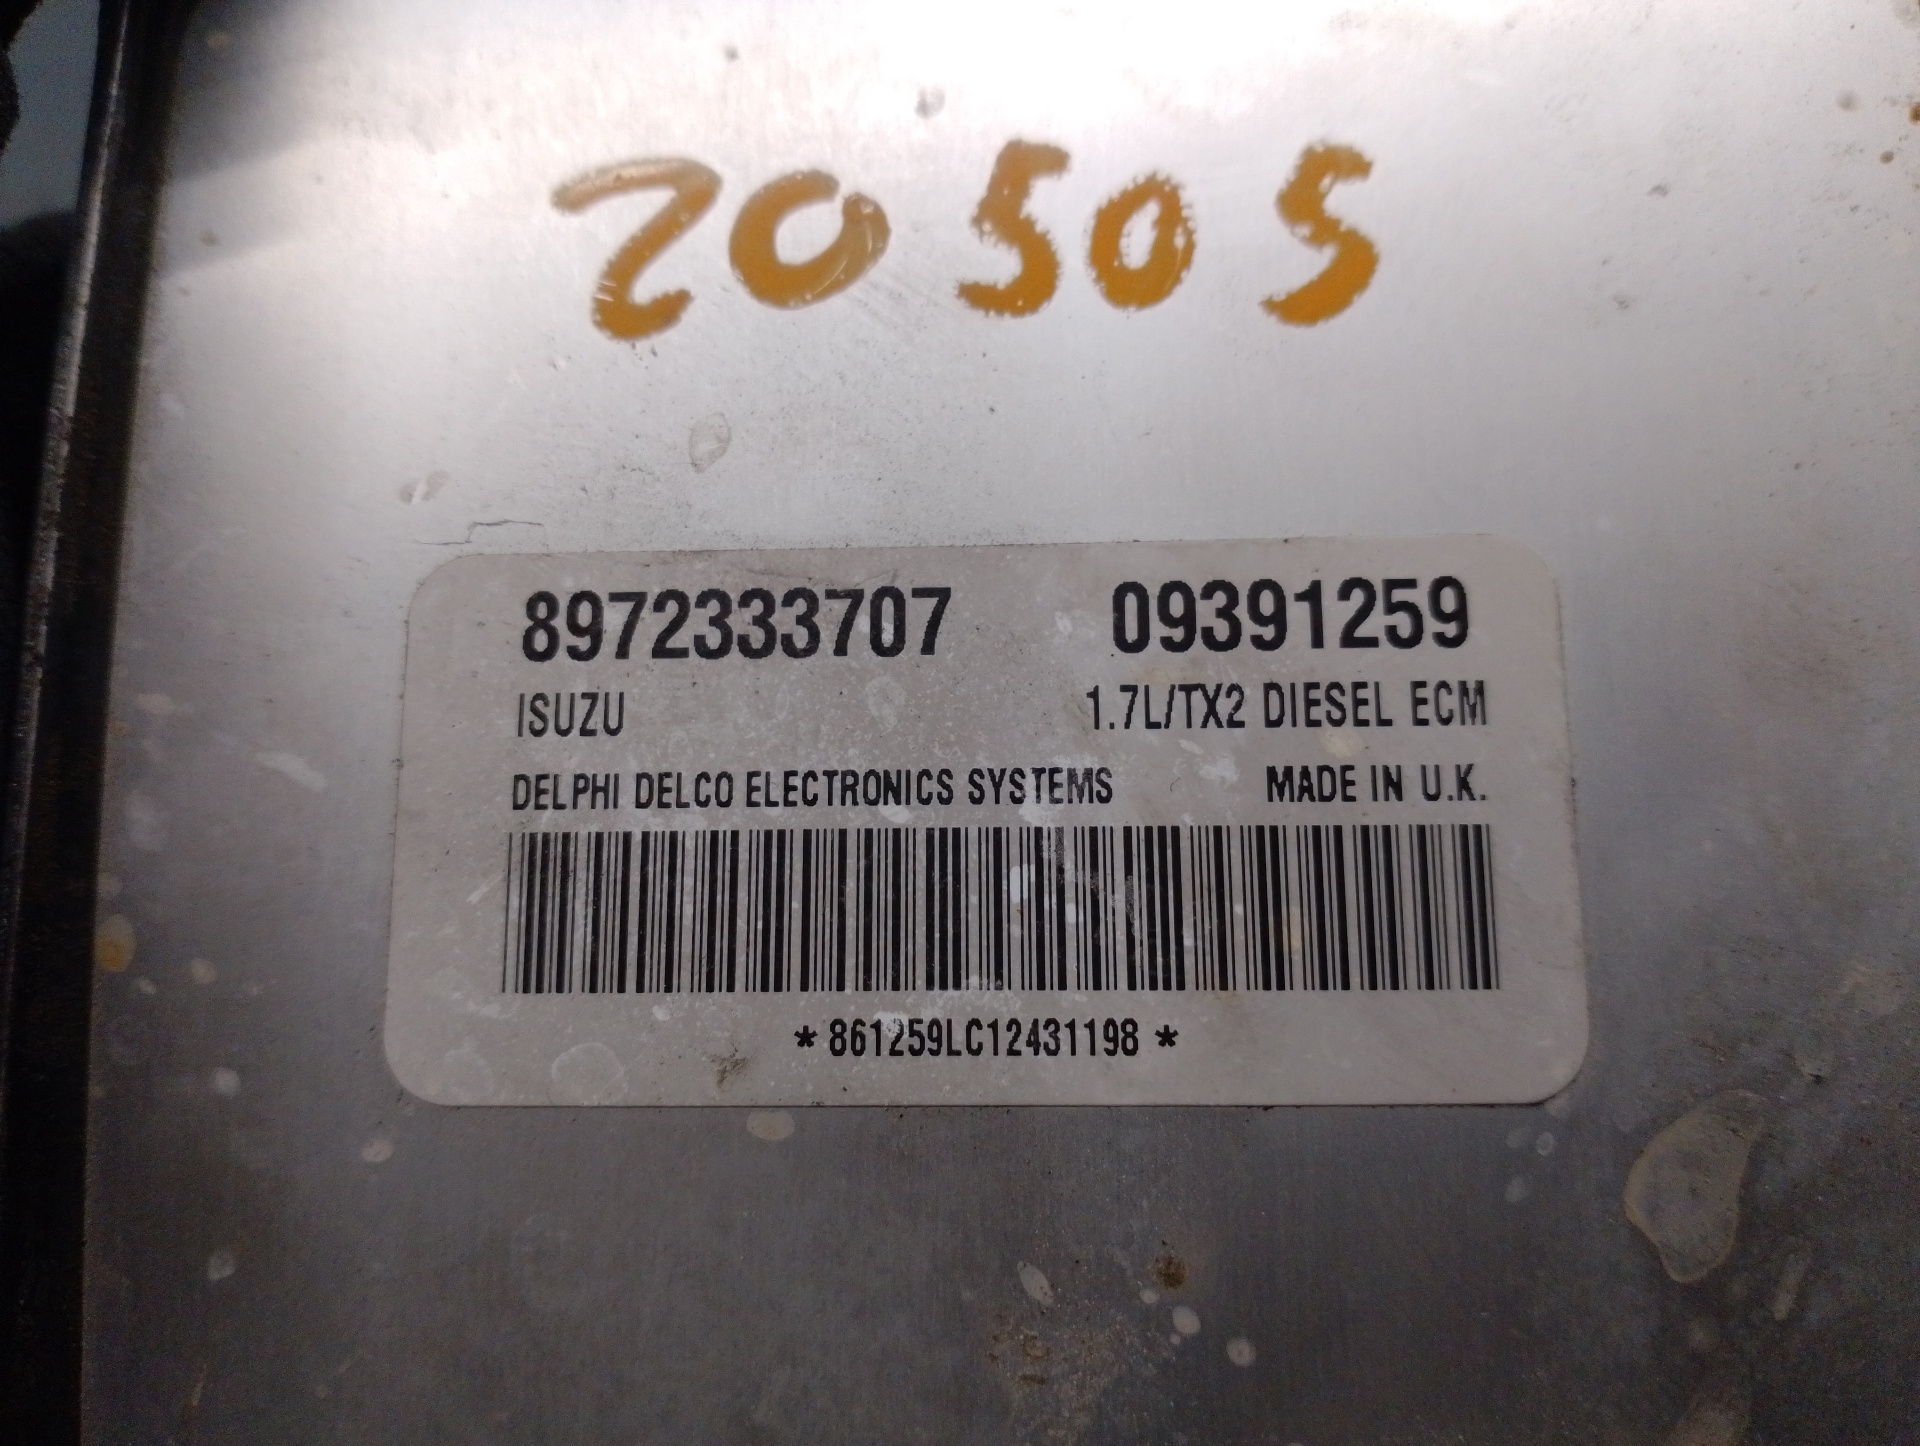 20505
8972333707 09391259
ISUZU 1.7L/TX2 DIESEL ECM
DELPHI DELCO ELECTRONICS SYSTEMS MADE IN U.K.
*861259LC12431198*